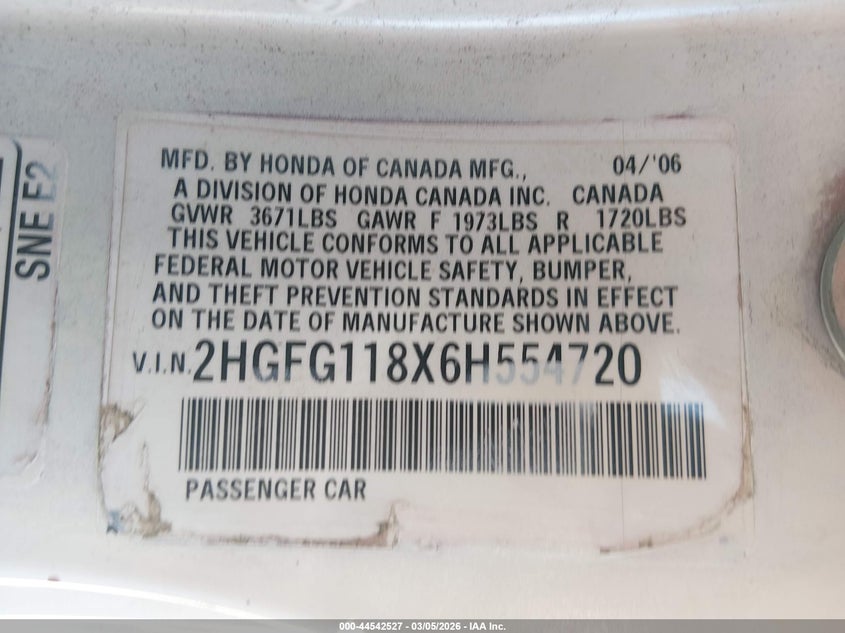 SNE E2
MFD. BY HONDA OF CANADA MFG., 04/'06
A DIVISION OF HONDA CANADA INC. CANADA
GVWR 3671LBS GAWR F 1973LBS R 1720LBS
THIS VEHICLE CONFORMS TO ALL APPLICABLE
FEDERAL MOTOR VEHICLE SAFETY, BUMPER,
AND THEFT PREVENTION STANDARDS IN EFFECT
ON THE DATE OF MANUFACTURE SHOWN ABOVE.
V.I.N. 2HGFG118X6H554720
PASSENGER CAR
000-44542527 - 03/05/2026 - IAA Inc.